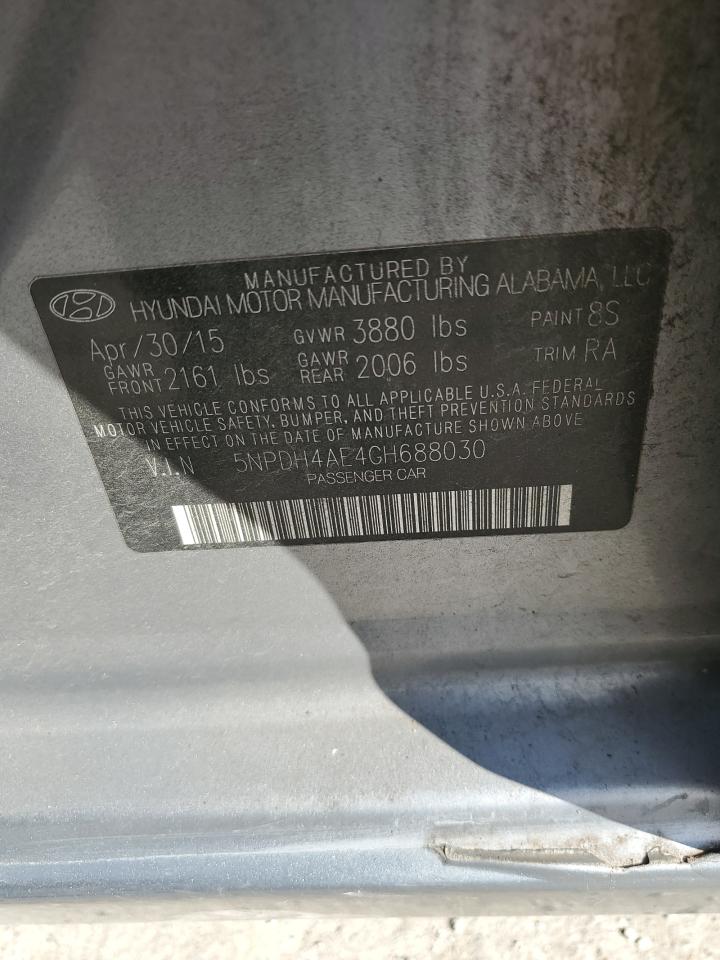 MANUFACTURED BY
HYUNDAI MOTOR MANUFACTURING ALABAMA, LLC
Apr/30/15 GVWR 3880 lbs PAINT 8S
GAWR FRONT 2161 lbs GAWR REAR 2006 lbs TRIM RA
THIS VEHICLE CONFORMS TO ALL APPLICABLE U.S.A. FEDERAL
MOTOR VEHICLE SAFETY, BUMPER, AND THEFT PREVENTION STANDARDS
IN EFFECT ON THE DATE OF MANUFACTURE SHOWN ABOVE
V.I.N 5NPDH4AE4GH688030
PASSENGER CAR